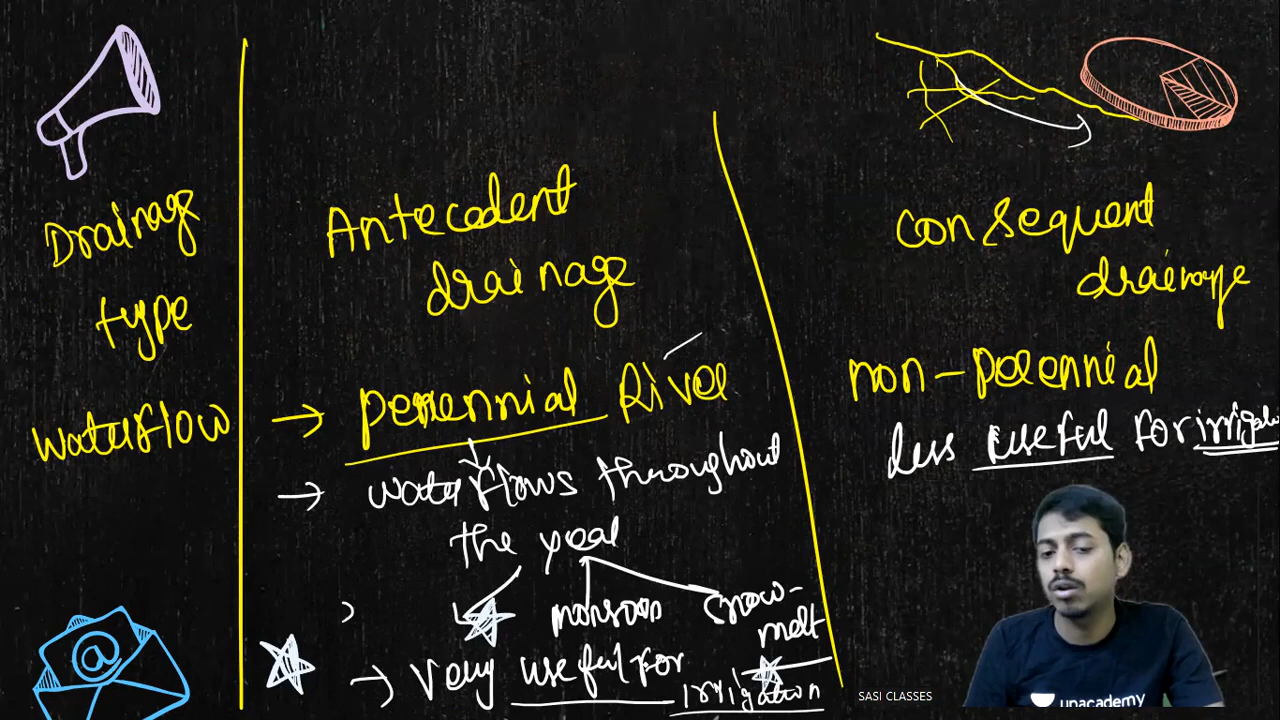 Drainage
type
Antecedent
drainage
consequent
drainage
waterflow
→ perennial River
non-perennial
→ water flows throughout
the year
less useful for
monsoon
snow-
melt
→ Very useful for
irrigation
SASI CLASSES
unacademy
@